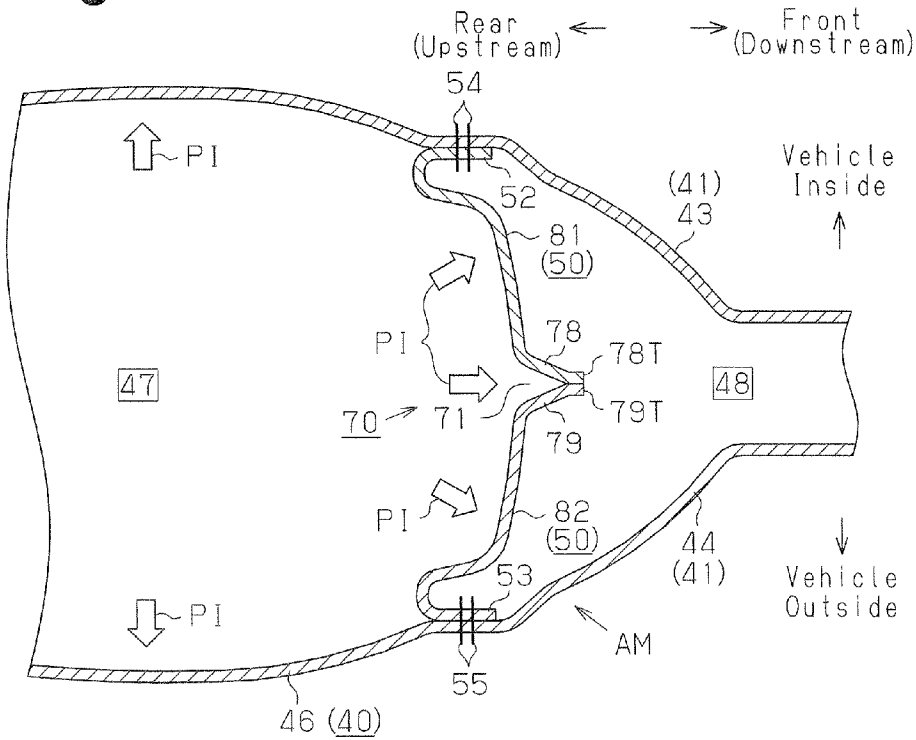 Rear
(Upstream)
Front
(Downstream)
54
PI
52
Vehicle
Inside
(41)
43
81
(50)
PI
78
78T
47
48
70
71
79
79T
PI
82
(50)
44
(41)
53
Vehicle
Outside
PI
AM
55
46 (40)